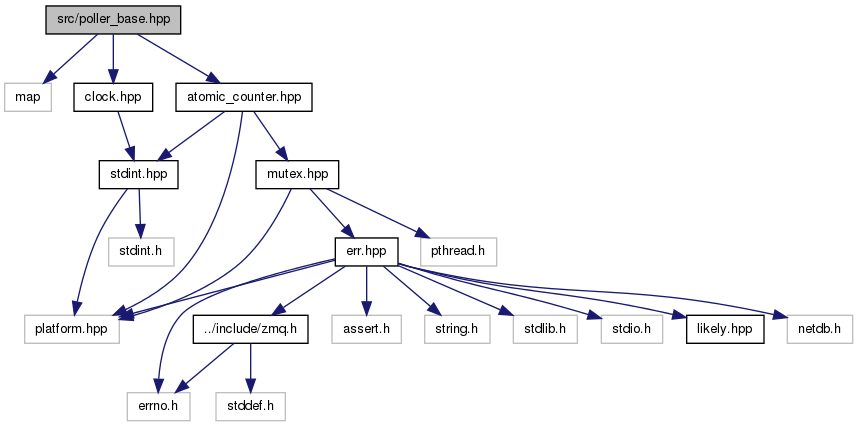 src/poller_base.hpp
map
clock.hpp
atomic_counter.hpp
stdint.hpp
mutex.hpp
stdint.h
err.hpp
pthread.h
platform.hpp
../include/zmq.h
assert.h
string.h
stdlib.h
stdio.h
likely.hpp
netdb.h
errno.h
stddef.h